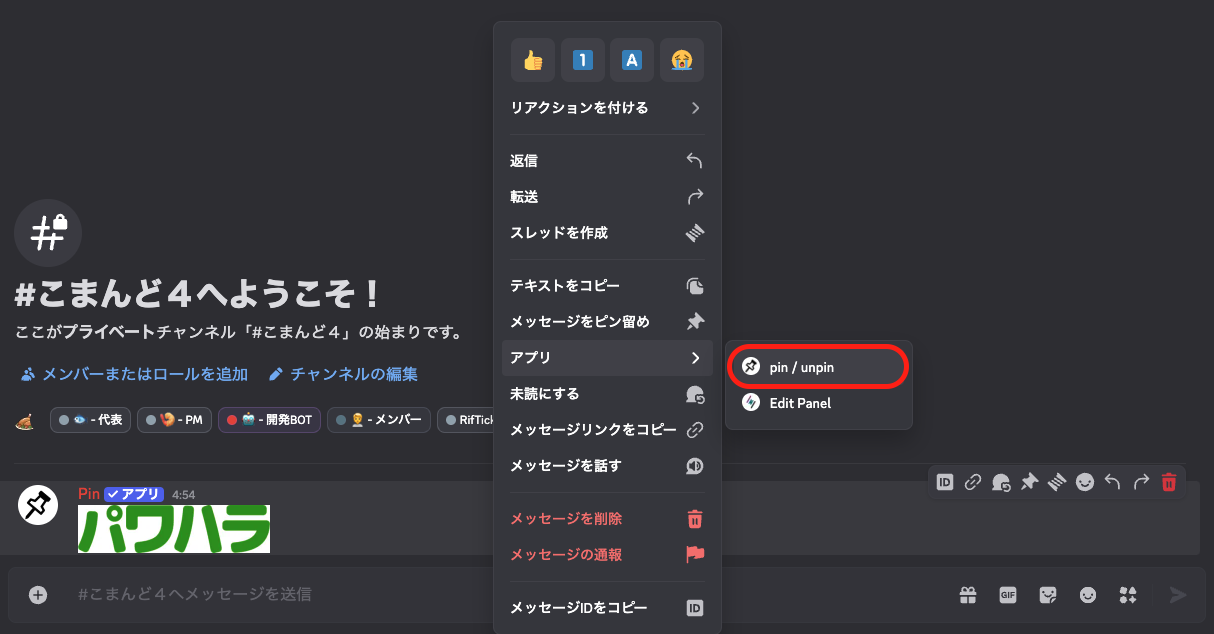 リアクションを付ける
返信
転送
スレッドを作成
テキストをコピー
メッセージをピン留め
アプリ
未読にする
メッセージリンクをコピー
メッセージを話す
メッセージを削除
メッセージの通報
メッセージIDをコピー
pin / unpin
Edit Panel
#こまんど４へようこそ！
ここがプライベートチャンネル「#こまんど４」の始まりです。
メンバーまたはロールを追加 チャンネルの編集
- 代表 - PM - 開発BOT - メンバー RifTick
Pin アプリ 4:54
パワハラ
ID
#こまんど４へメッセージを送信
GIF